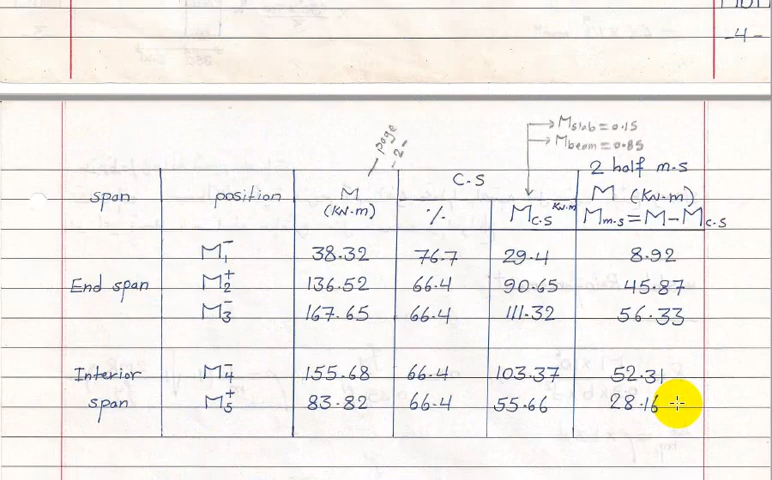 -4-
page
-2-
Mslab = 0.15
Mbeam = 0.85
2 half m.s
span position M (KN.m) C.S M (KN.m)
% Mc.s KN.m Mm.s = M - Mc.s
M1⁻ 38.32 76.7 29.4 8.92
End span M2⁺ 136.52 66.4 90.65 45.87
M3⁻ 167.65 66.4 111.32 56.33
Interior M4⁻ 155.68 66.4 103.37 52.31
span M5⁺ 83.82 66.4 55.66 28.16